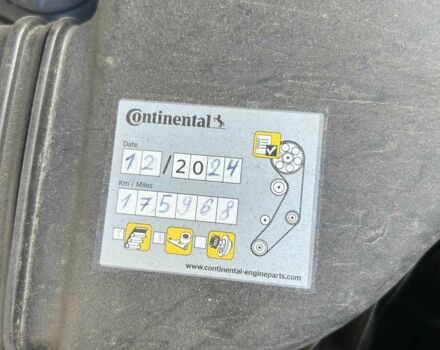 Continental
Date
12/2024
Km / Miles
175968
www.continental-engineparts.com